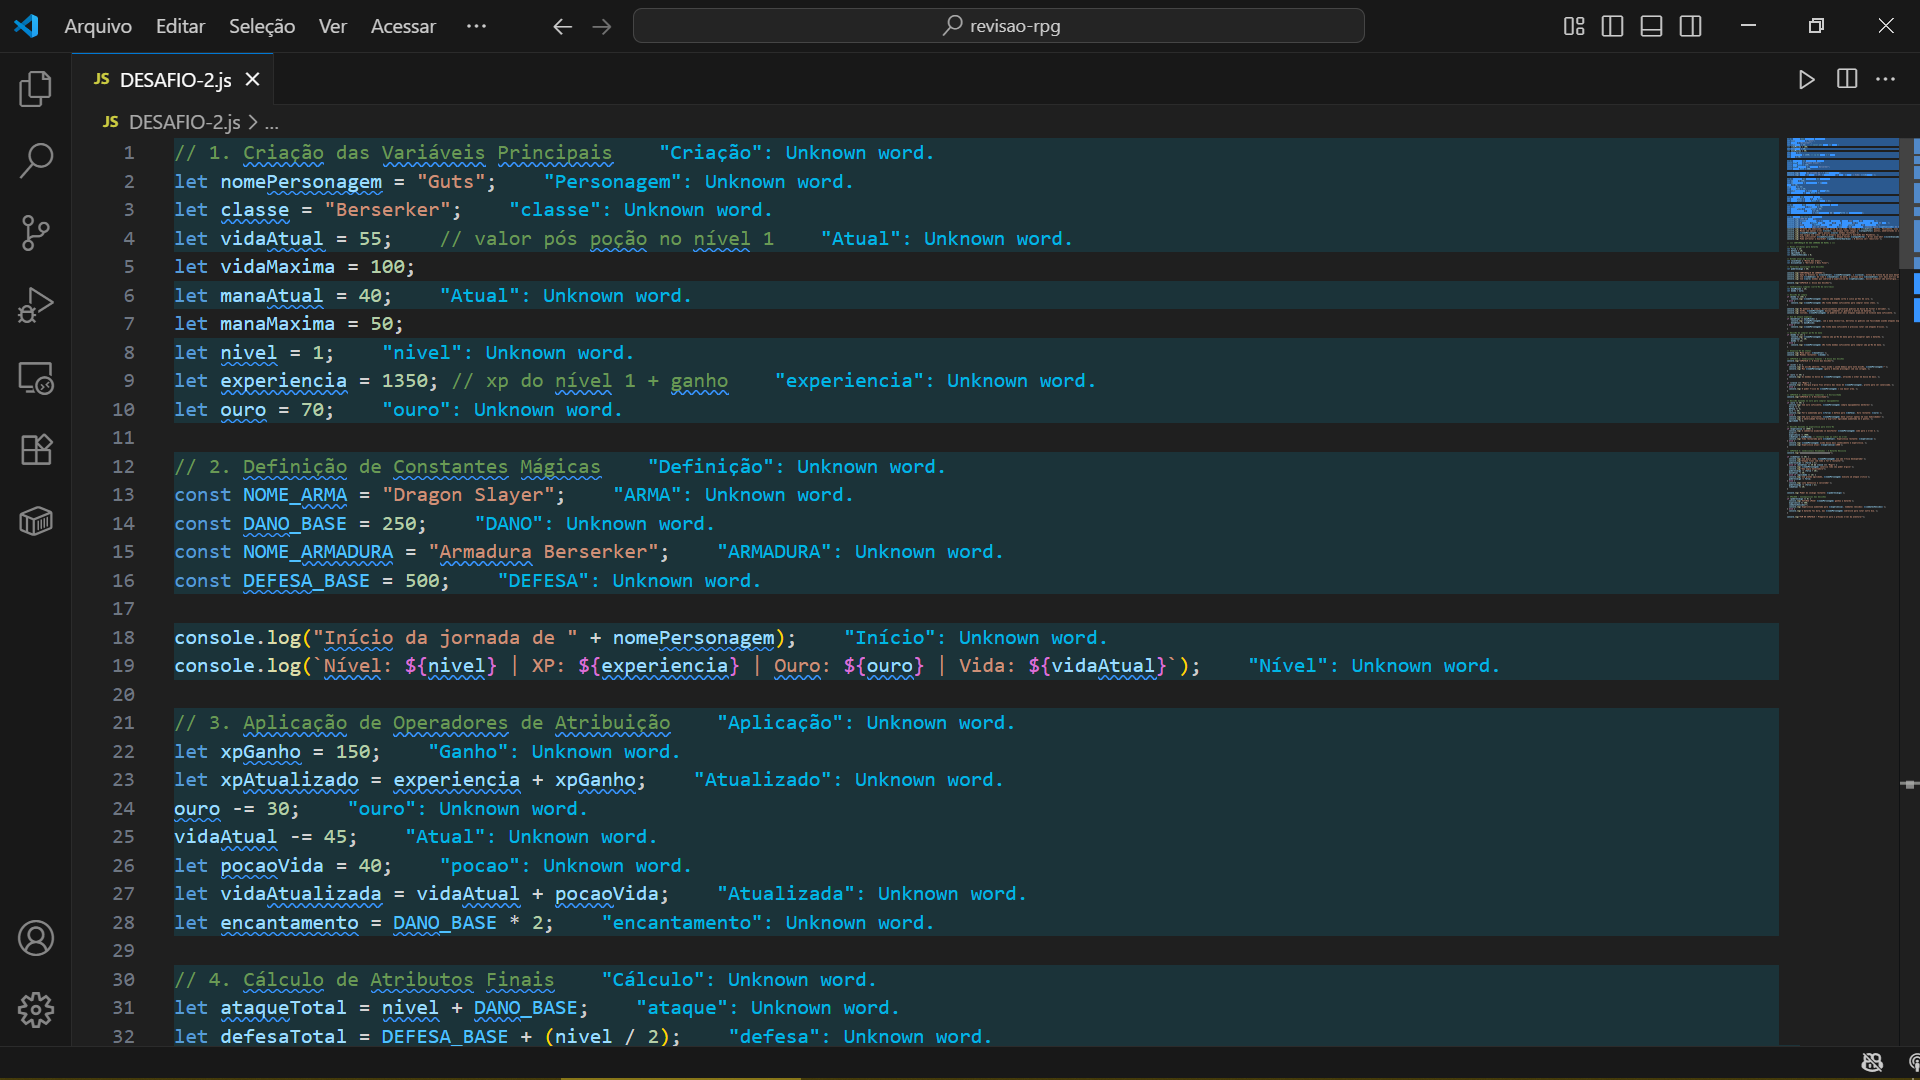 Arquivo Editar Seleção Ver Acessar ··· revisao-rpg
JS DESAFIO-2.js
JS DESAFIO-2.js > ...
1 // 1. Criação das Variáveis Principais "Criação": Unknown word.
2 let nomePersonagem = "Guts"; "Personagem": Unknown word.
3 let classe = "Berserker"; "classe": Unknown word.
4 let vidaAtual = 55; // valor pós poção no nível 1 "Atual": Unknown word.
5 let vidaMaxima = 100;
6 let manaAtual = 40; "Atual": Unknown word.
7 let manaMaxima = 50;
8 let nivel = 1; "nivel": Unknown word.
9 let experiencia = 1350; // xp do nível 1 + ganho "experiencia": Unknown word.
10 let ouro = 70; "ouro": Unknown word.
11
12 // 2. Definição de Constantes Mágicas "Definição": Unknown word.
13 const NOME_ARMA = "Dragon Slayer"; "ARMA": Unknown word.
14 const DANO_BASE = 250; "DANO": Unknown word.
15 const NOME_ARMADURA = "Armadura Berserker"; "ARMADURA": Unknown word.
16 const DEFESA_BASE = 500; "DEFESA": Unknown word.
17
18 console.log("Início da jornada de " + nomePersonagem); "Início": Unknown word.
19 console.log(`Nível: ${nivel} | XP: ${experiencia} | Ouro: ${ouro} | Vida: ${vidaAtual}`); "Nível": Unknown word.
20
21 // 3. Aplicação de Operadores de Atribuição "Aplicação": Unknown word.
22 let xpGanho = 150; "Ganho": Unknown word.
23 let xpAtualizado = experiencia + xpGanho; "Atualizado": Unknown word.
24 ouro -= 30; "ouro": Unknown word.
25 vidaAtual -= 45; "Atual": Unknown word.
26 let pocaoVida = 40; "pocao": Unknown word.
27 let vidaAtualizada = vidaAtual + pocaoVida; "Atualizada": Unknown word.
28 let encantamento = DANO_BASE * 2; "encantamento": Unknown word.
29
30 // 4. Cálculo de Atributos Finais "Cálculo": Unknown word.
31 let ataqueTotal = nivel + DANO_BASE; "ataque": Unknown word.
32 let defesaTotal = DEFESA_BASE + (nivel / 2); "defesa": Unknown word.